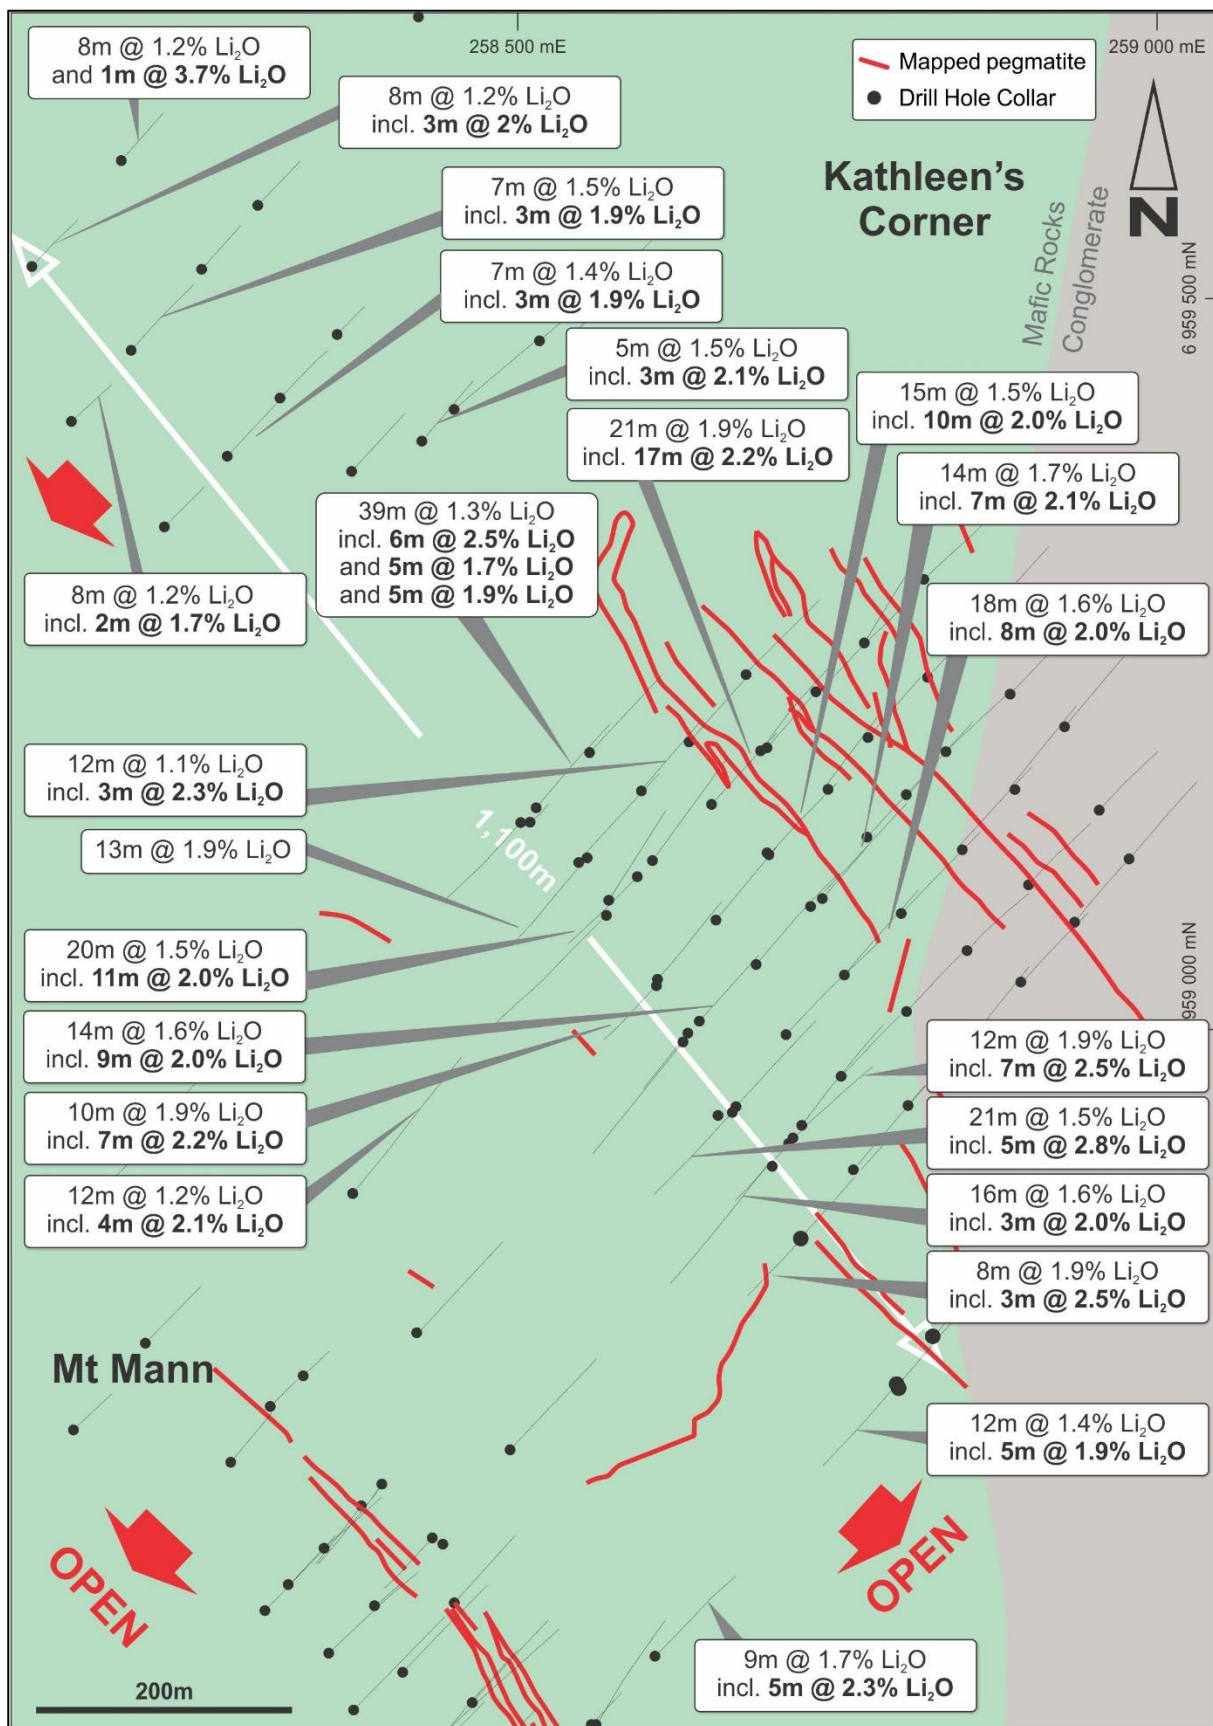 258 500 mE
259 000 mE
8m @ 1.2% Li₂O
and 1m @ 3.7% Li₂O
Mapped pegmatite
Drill Hole Collar
8m @ 1.2% Li₂O
incl. 3m @ 2% Li₂O
Kathleen's
Corner
N
7m @ 1.5% Li₂O
incl. 3m @ 1.9% Li₂O
Mafic Rocks
Conglomerate
6 959 500 mN
7m @ 1.4% Li₂O
incl. 3m @ 1.9% Li₂O
5m @ 1.5% Li₂O
incl. 3m @ 2.1% Li₂O
15m @ 1.5% Li₂O
incl. 10m @ 2.0% Li₂O
21m @ 1.9% Li₂O
incl. 17m @ 2.2% Li₂O
14m @ 1.7% Li₂O
incl. 7m @ 2.1% Li₂O
39m @ 1.3% Li₂O
incl. 6m @ 2.5% Li₂O
and 5m @ 1.7% Li₂O
and 5m @ 1.9% Li₂O
8m @ 1.2% Li₂O
incl. 2m @ 1.7% Li₂O
18m @ 1.6% Li₂O
incl. 8m @ 2.0% Li₂O
12m @ 1.1% Li₂O
incl. 3m @ 2.3% Li₂O
1,100m
13m @ 1.9% Li₂O
20m @ 1.5% Li₂O
incl. 11m @ 2.0% Li₂O
959 000 mN
14m @ 1.6% Li₂O
incl. 9m @ 2.0% Li₂O
12m @ 1.9% Li₂O
incl. 7m @ 2.5% Li₂O
10m @ 1.9% Li₂O
incl. 7m @ 2.2% Li₂O
21m @ 1.5% Li₂O
incl. 5m @ 2.8% Li₂O
12m @ 1.2% Li₂O
incl. 4m @ 2.1% Li₂O
16m @ 1.6% Li₂O
incl. 3m @ 2.0% Li₂O
8m @ 1.9% Li₂O
incl. 3m @ 2.5% Li₂O
Mt Mann
12m @ 1.4% Li₂O
incl. 5m @ 1.9% Li₂O
OPEN
OPEN
9m @ 1.7% Li₂O
incl. 5m @ 2.3% Li₂O
200m